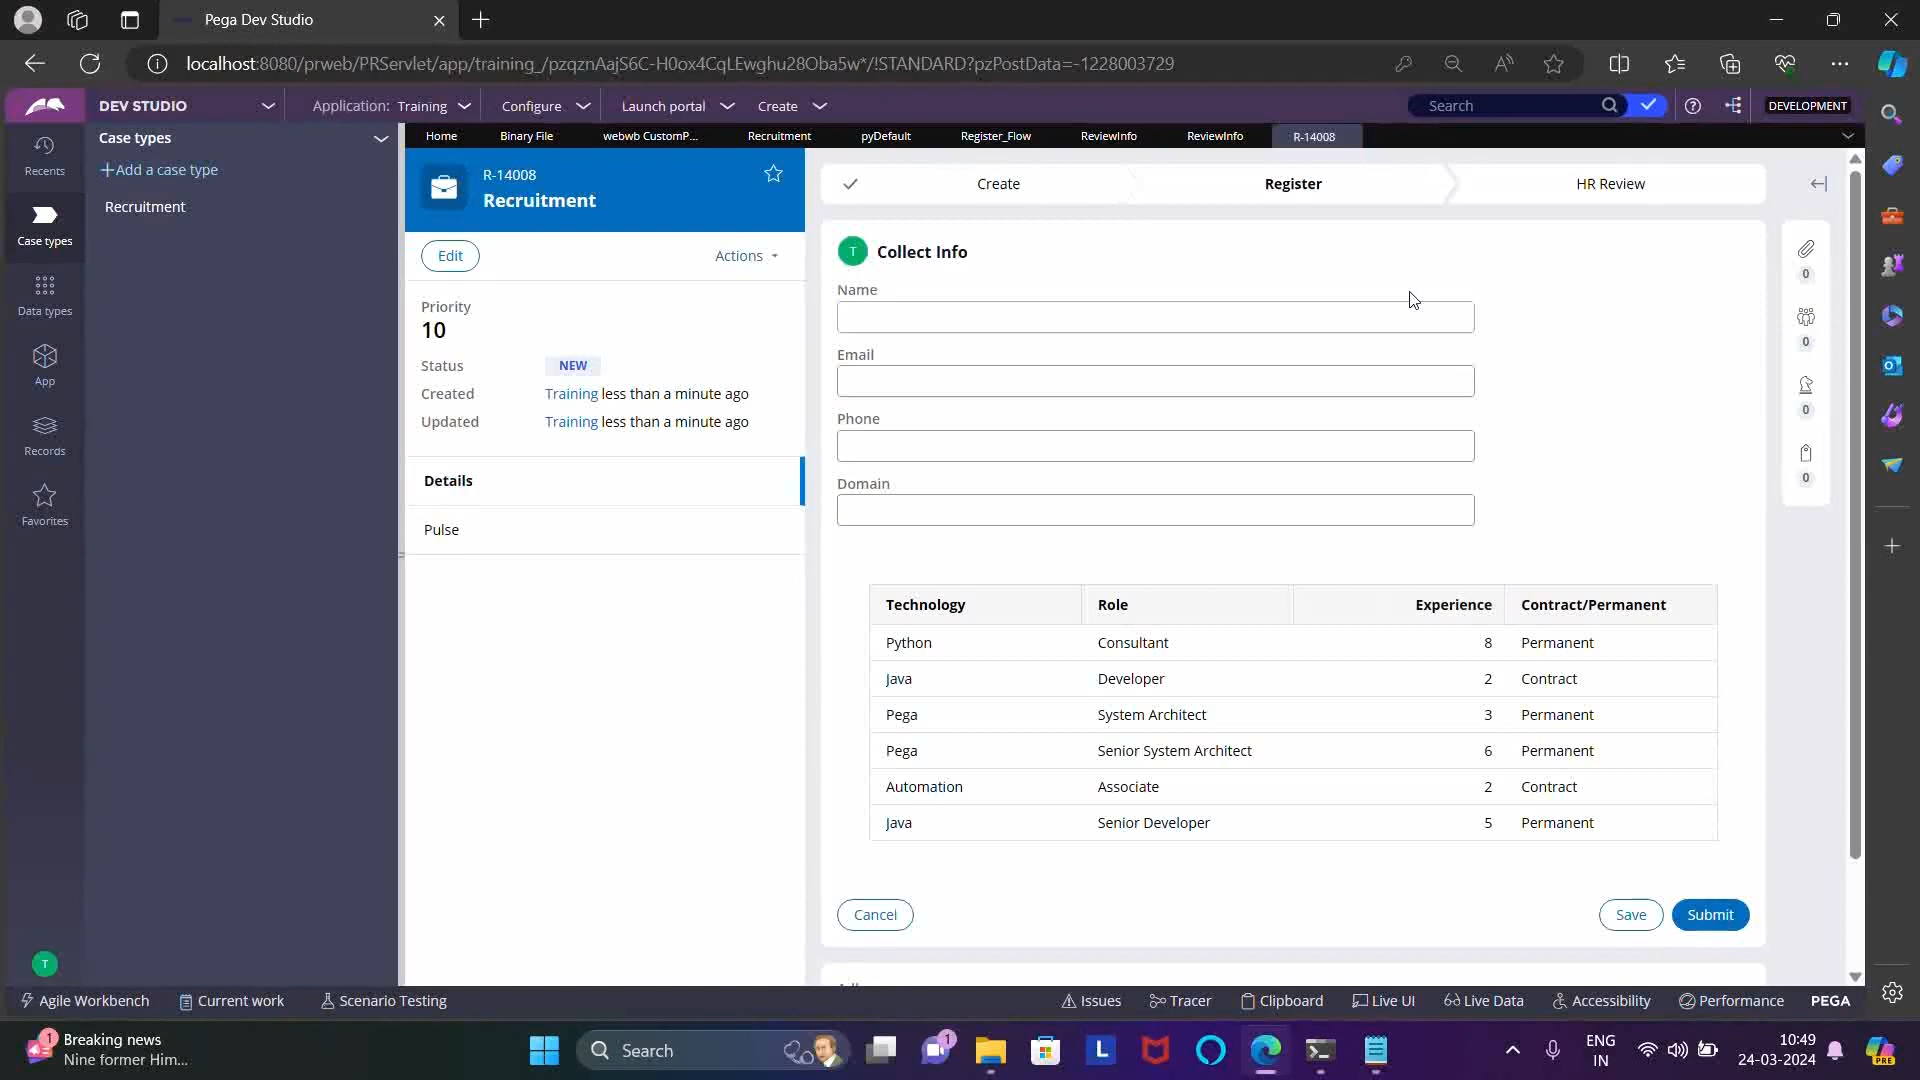 Pega Dev Studio
localhost:8080/prweb/PRServlet/app/training_/pzqznAajS6C-H0ox4CqLEwghu28Oba5w*/!STANDARD?pzPostData=-1228003729
DEV STUDIO
Application: Training
Configure
Launch portal
Create
Search
DEVELOPMENT
Recents
Case types
Data types
App
Records
Favorites
T
Case types
+Add a case type
Recruitment
Home
Binary File
webwb CustomP...
Recruitment
pyDefault
Register_Flow
ReviewInfo
ReviewInfo
R-14008
R-14008
Recruitment
Edit
Actions
Priority
10
Status NEW
Created Training less than a minute ago
Updated Training less than a minute ago
Details
Pulse
Create
Register
HR Review
T Collect Info
Name
Email
Phone
Domain
Technology Role Experience Contract/Permanent
Python Consultant 8 Permanent
Java Developer 2 Contract
Pega System Architect 3 Permanent
Pega Senior System Architect 6 Permanent
Automation Associate 2 Contract
Java Senior Developer 5 Permanent
Cancel
Save
Submit
0
0
0
0
Agile Workbench
Current work
Scenario Testing
Issues
Tracer
Clipboard
Live UI
Live Data
Accessibility
Performance
PEGA
1
Breaking news
Nine former Him...
Search
1
ENG
IN
10:49
24-03-2024
PRE